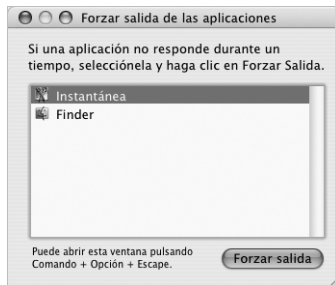 Forzar salida de las aplicaciones
Si una aplicación no responde durante un
tiempo, selecciónela y haga clic en Forzar Salida.
Instantánea
Finder
Puede abrir esta ventana pulsando
Comando + Opción + Escape.
Forzar salida